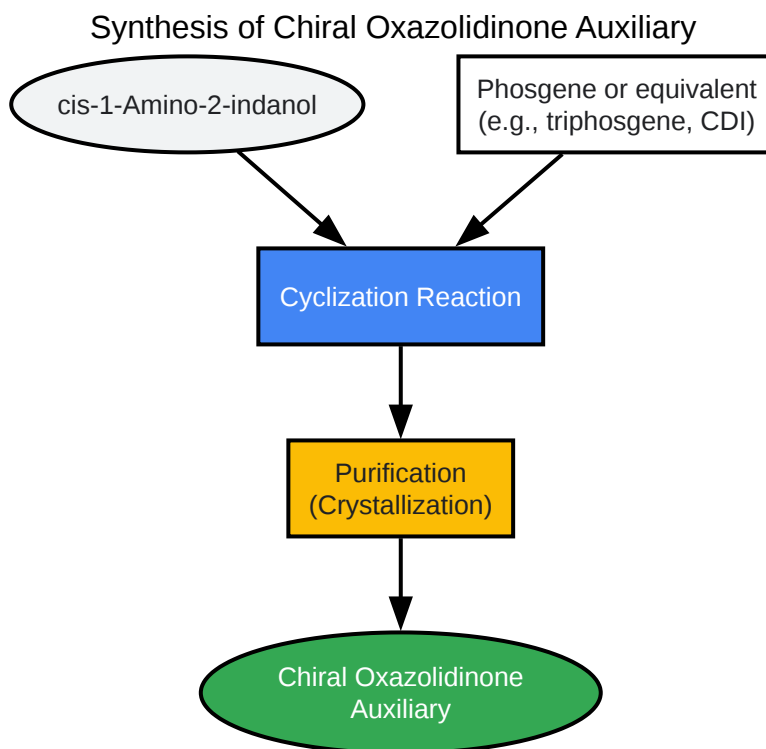 Synthesis of Chiral Oxazolidinone Auxiliary
cis-1-Amino-2-indanol
Phosgene or equivalent
(e.g., triphosgene, CDI)
Cyclization Reaction
Purification
(Crystallization)
Chiral Oxazolidinone
Auxiliary